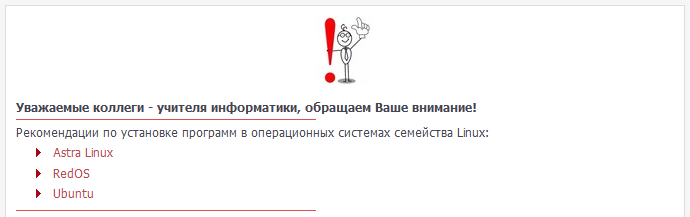 Уважаемые коллеги - учителя информатики, обращаем Ваше внимание!
Рекомендации по установке программ в операционных системах семейства Linux:
Astra Linux
RedOS
Ubuntu